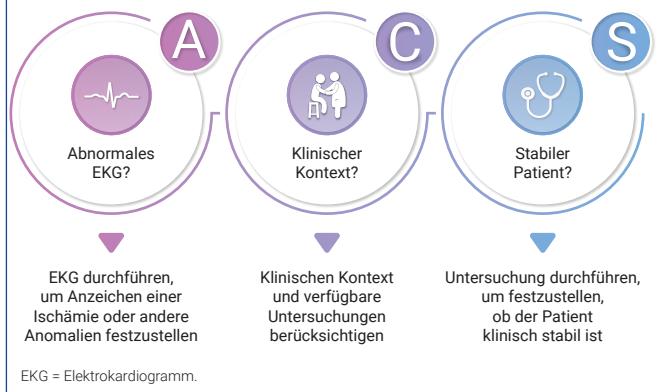 A
Abnormales
EKG?
EKG durchführen,
um Anzeichen einer
Ischämie oder andere
Anomalien festzustellen
C
Klinischer
Kontext?
Klinischen Kontext
und verfügbare
Untersuchungen
berücksichtigen
S
Stabiler
Patient?
Untersuchung durchführen,
um festzustellen,
ob der Patient
klinisch stabil ist
EKG = Elektrokardiogramm.